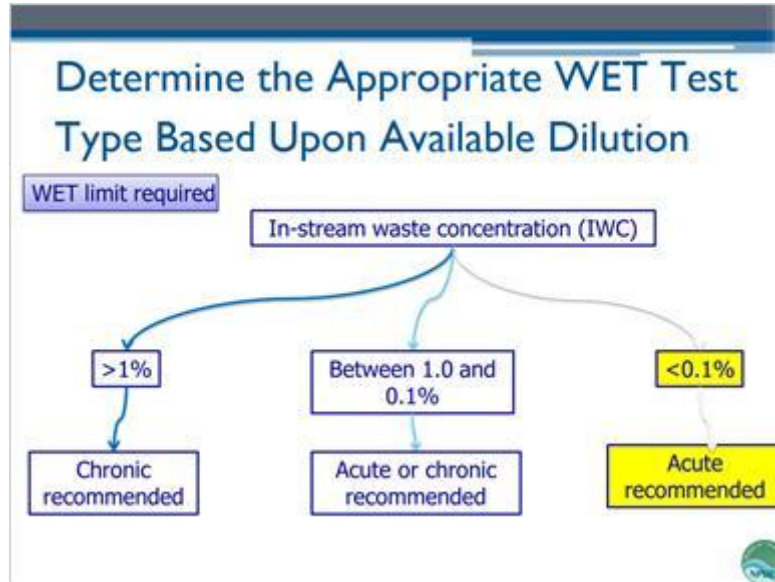 Determine the Appropriate WET Test
Type Based Upon Available Dilution
WET limit required
In-stream waste concentration (IWC)
>1%
Between 1.0 and
0.1%
<0.1%
Chronic
recommended
Acute or chronic
recommended
Acute
recommended